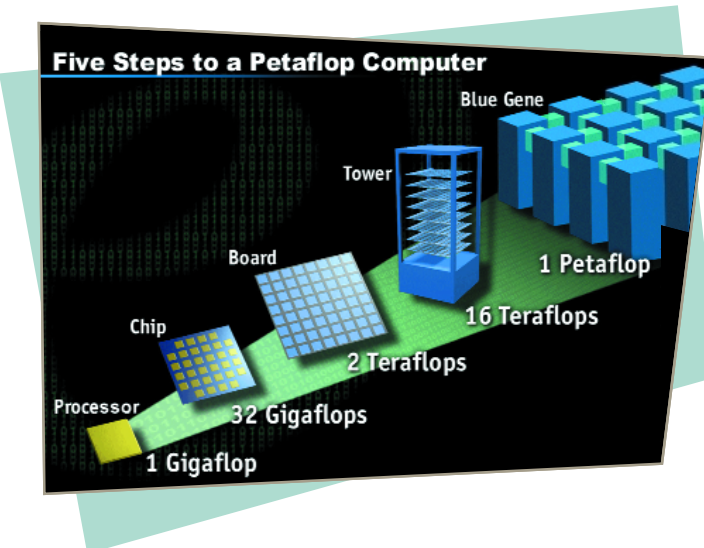 Five Steps to a Petaflop Computer
Blue Gene
Tower
1 Petaflop
Board
16 Teraflops
Chip
2 Teraflops
Processor
32 Gigaflops
1 Gigaflop